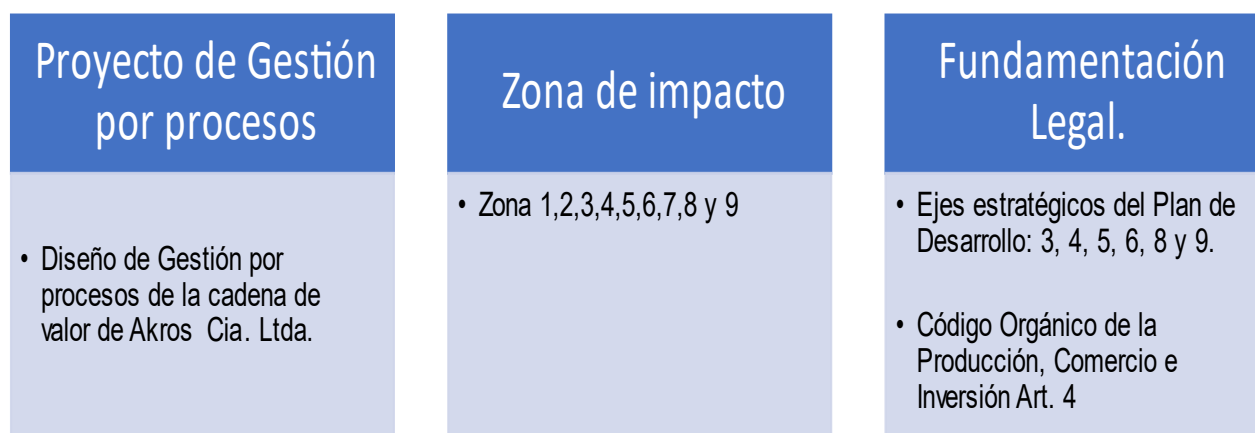 Proyecto de Gestión
por procesos
• Diseño de Gestión por
procesos de la cadena de
valor de Akros Cia. Ltda.
Zona de impacto
• Zona 1,2,3,4,5,6,7,8 y 9
Fundamentación
Legal.
• Ejes estratégicos del Plan de
Desarrollo: 3, 4, 5, 6, 8 y 9.
• Código Orgánico de la
Producción, Comercio e
Inversión Art. 4